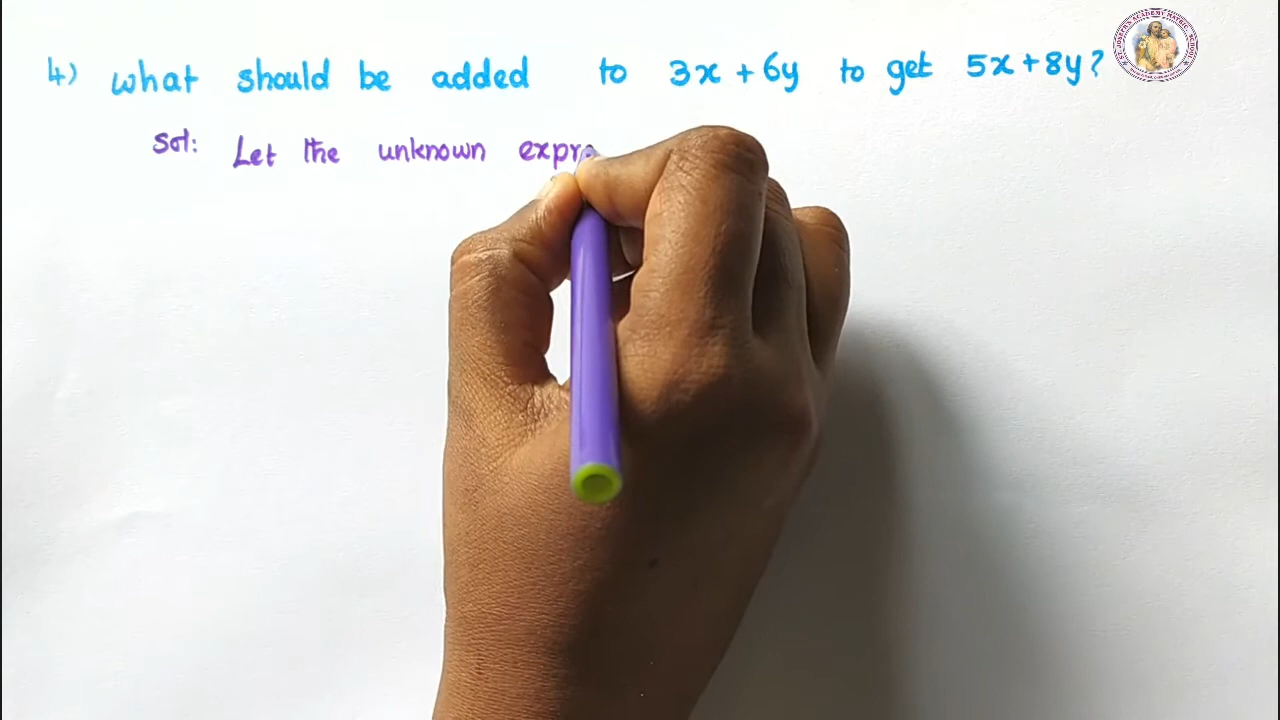 4) What should be added to 3x + 6y to get 5x + 8y?
Sol: Let the unknown expre